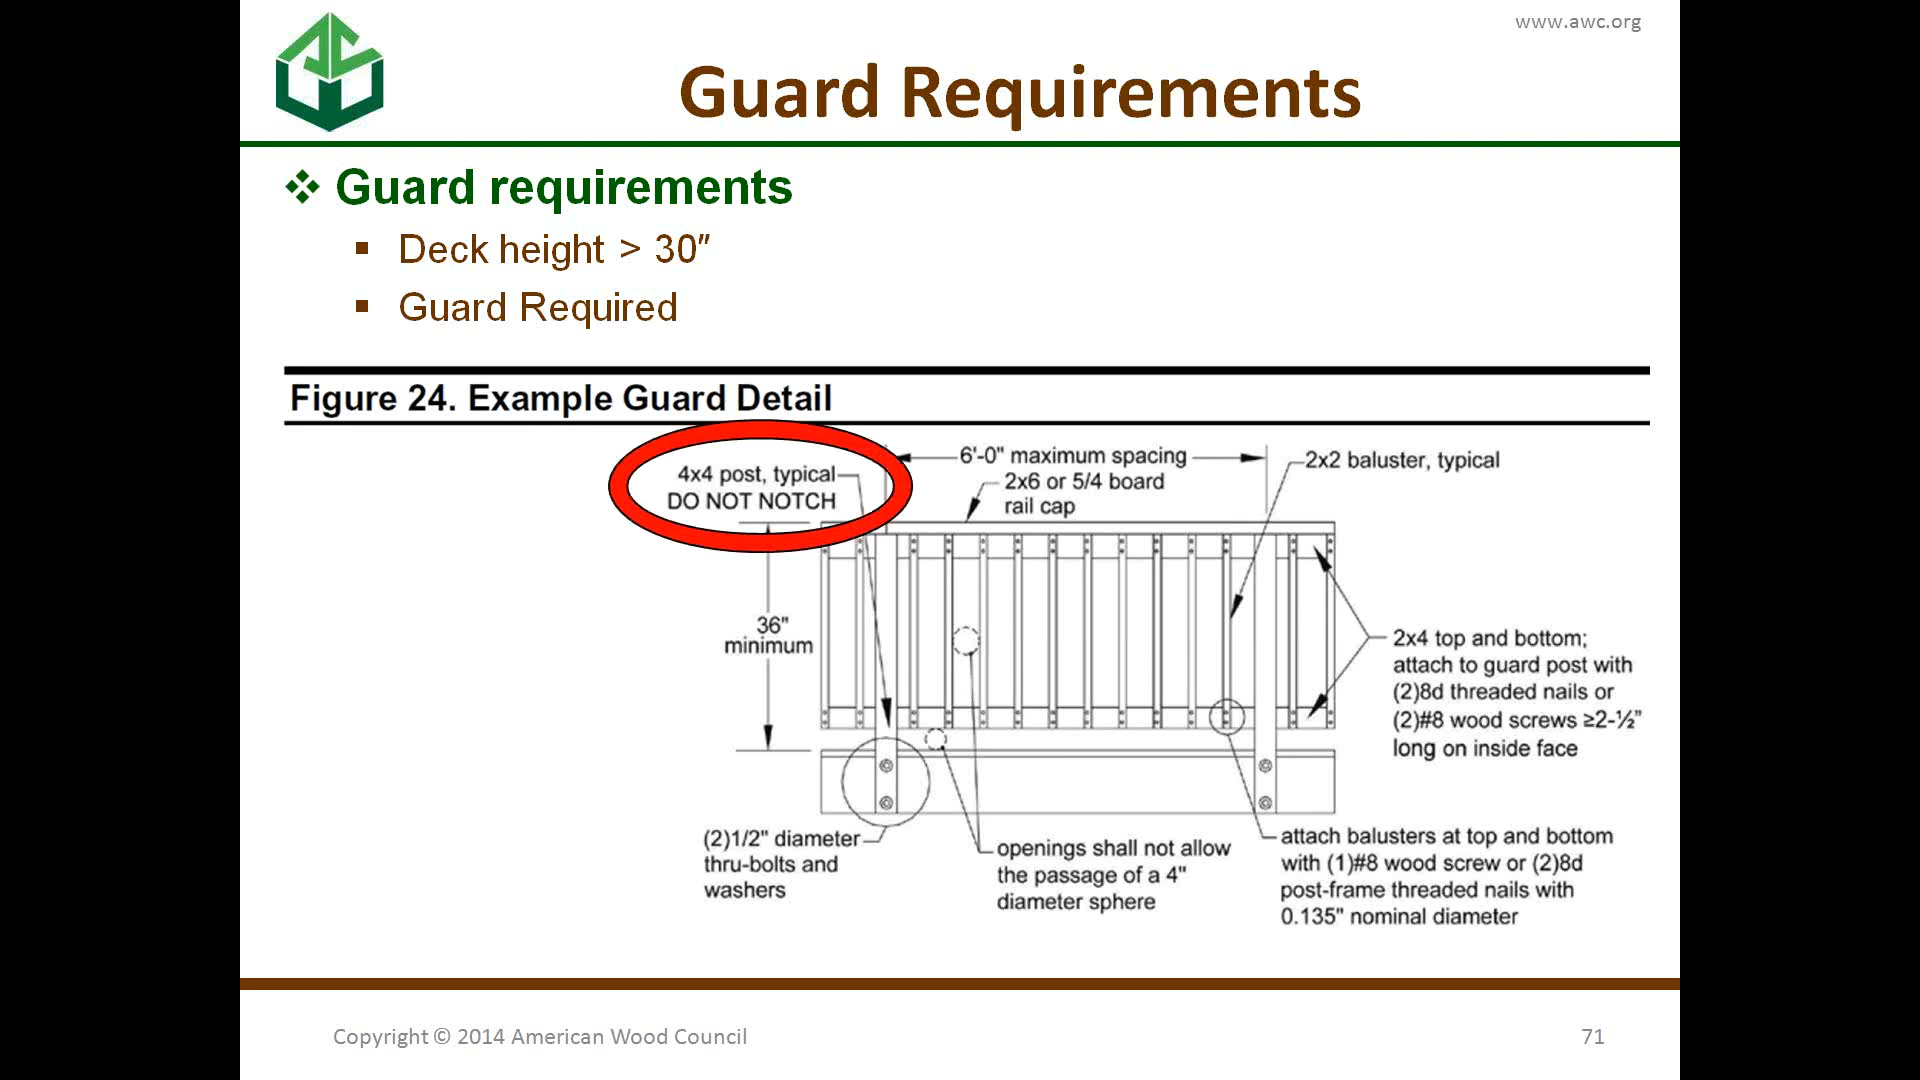 www.awc.org
Guard Requirements
Guard requirements
Deck height > 30″
Guard Required
Figure 24. Example Guard Detail
4x4 post, typical
DO NOT NOTCH
6'-0" maximum spacing
2x6 or 5/4 board
rail cap
2x2 baluster, typical
36"
minimum
2x4 top and bottom;
attach to guard post with
(2)8d threaded nails or
(2)#8 wood screws ≥2-½"
long on inside face
(2)1/2" diameter
thru-bolts and
washers
openings shall not allow
the passage of a 4"
diameter sphere
attach balusters at top and bottom
with (1)#8 wood screw or (2)8d
post-frame threaded nails with
0.135" nominal diameter
Copyright © 2014 American Wood Council
71